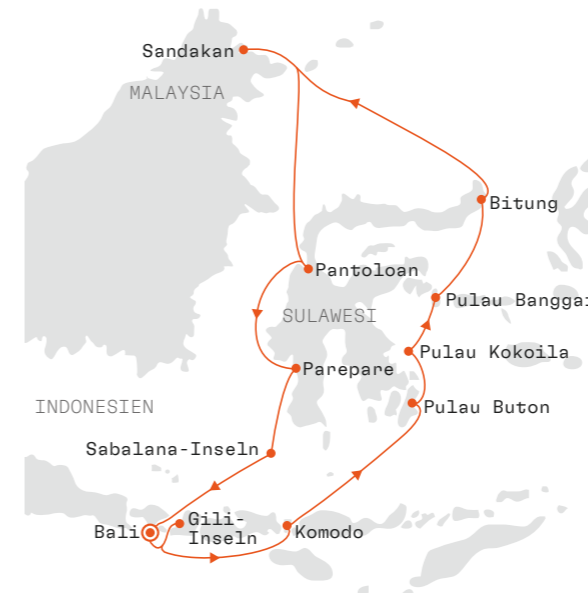 Sandakan
MALAYSIA
Bitung
Pantoloan
Pulau Banggai
SULAWESI
Pulau Kokoila
Parepare
INDONESIEN
Pulau Buton
Sabalana-Inseln
Gili-
Inseln
Bali
Komodo